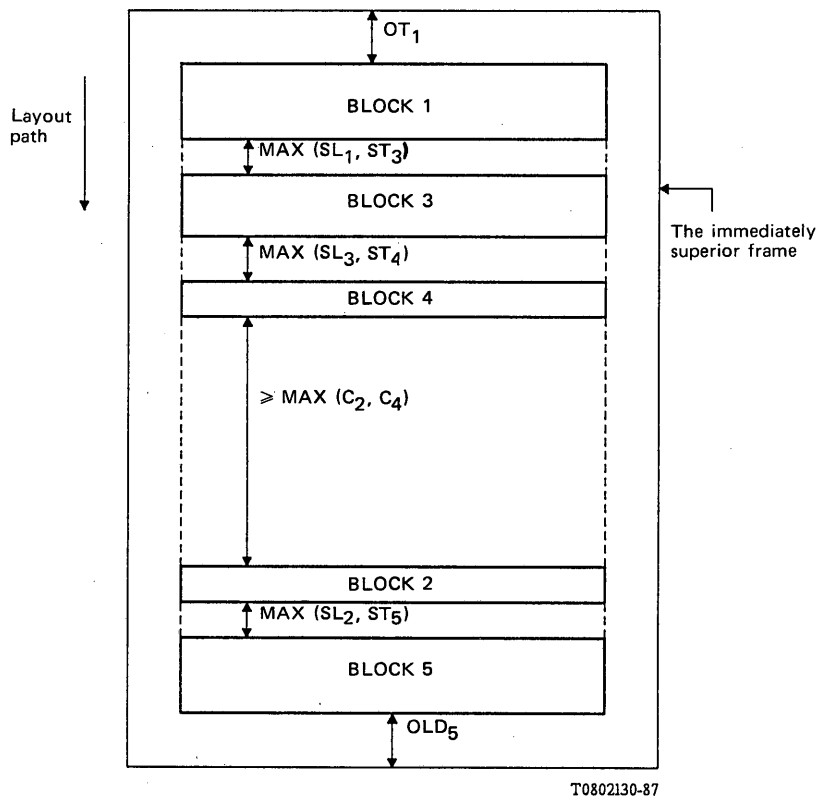 OT₁
BLOCK 1
Layout
path
MAX (SL₁, ST₃)
BLOCK 3
The immediately
superior frame
MAX (SL₃, ST₄)
BLOCK 4
⩾ MAX (C₂, C₄)
BLOCK 2
MAX (SL₂, ST₅)
BLOCK 5
OLD₅
T0802130-87